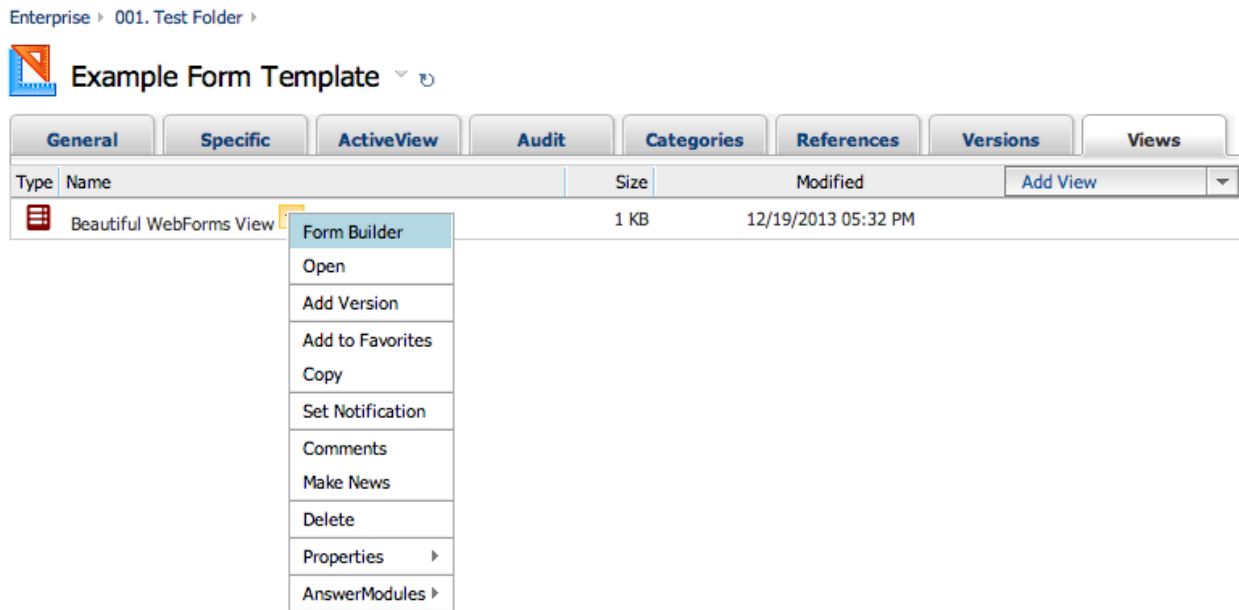 Enterprise 001. Test Folder
Example Form Template
General Specific ActiveView Audit Categories References Versions Views
Type Name Size Modified Add View
Beautiful WebForms View 1 KB 12/19/2013 05:32 PM
Form Builder
Open
Add Version
Add to Favorites
Copy
Set Notification
Comments
Make News
Delete
Properties
AnswerModules